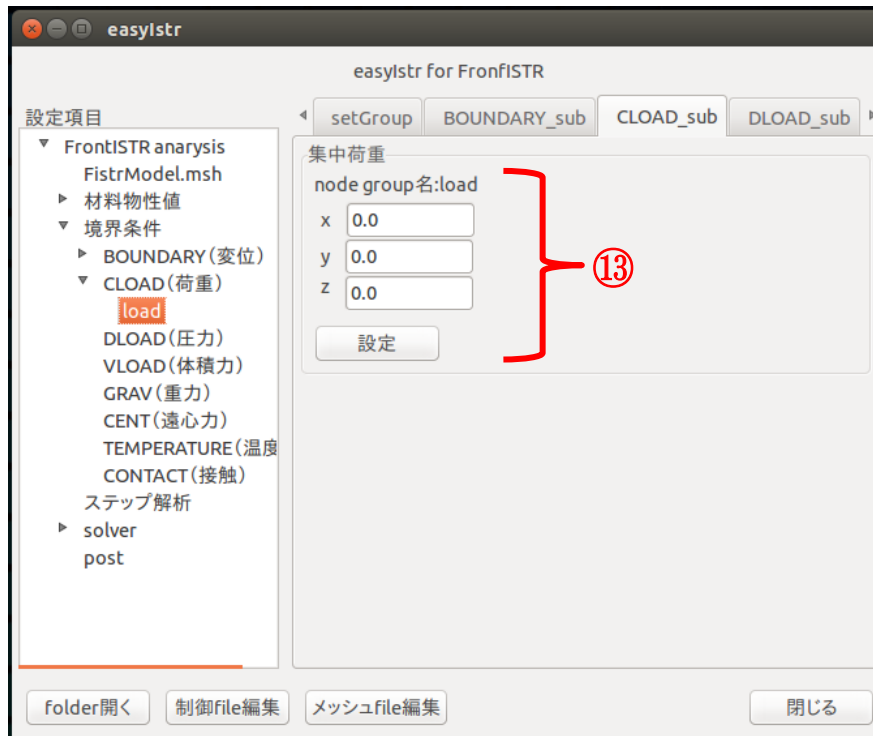 easyIstr
easyIstr for FronfISTR
設定項目
setGroup
BOUNDARY_sub
CLOAD_sub
DLOAD_sub
FrontISTR anarysis
FistrModel.msh
材料物性値
境界条件
BOUNDARY(変位)
CLOAD(荷重)
load
DLOAD(圧力)
VLOAD(体積力)
GRAV(重力)
CENT(遠心力)
TEMPERATURE(温度
CONTACT(接触)
ステップ解析
solver
post
集中荷重
node group名:load
x 0.0
y 0.0
z 0.0
設定
⑬
folder開く
制御file編集
メッシュfile編集
閉じる